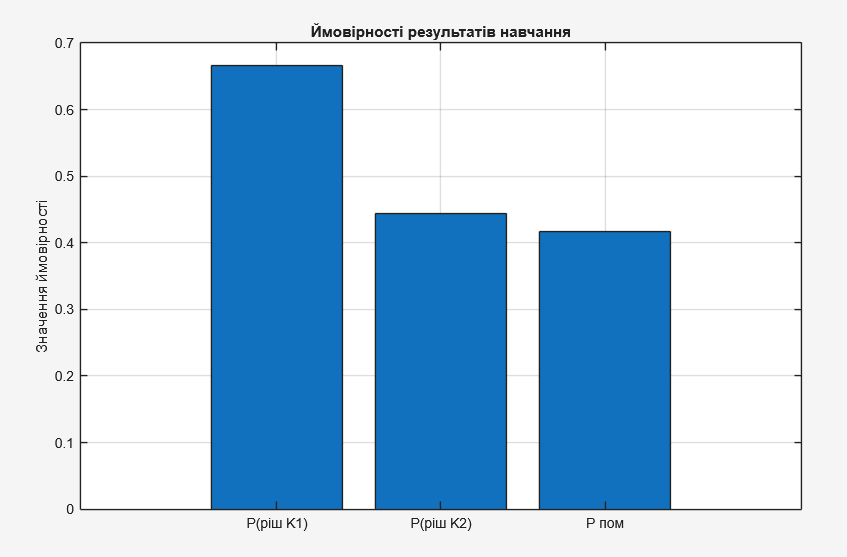 Ймовірності результатів навчання
Значення ймовірності
0.7
0.6
0.5
0.4
0.3
0.2
0.1
0
P(ріш K1)
P(ріш K2)
P пом